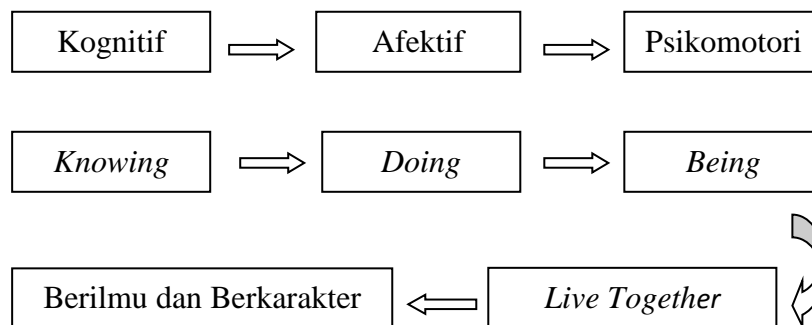 Kognitif Afektif Psikomotori
Knowing Doing Being
Berilmu dan Berkarakter Live Together